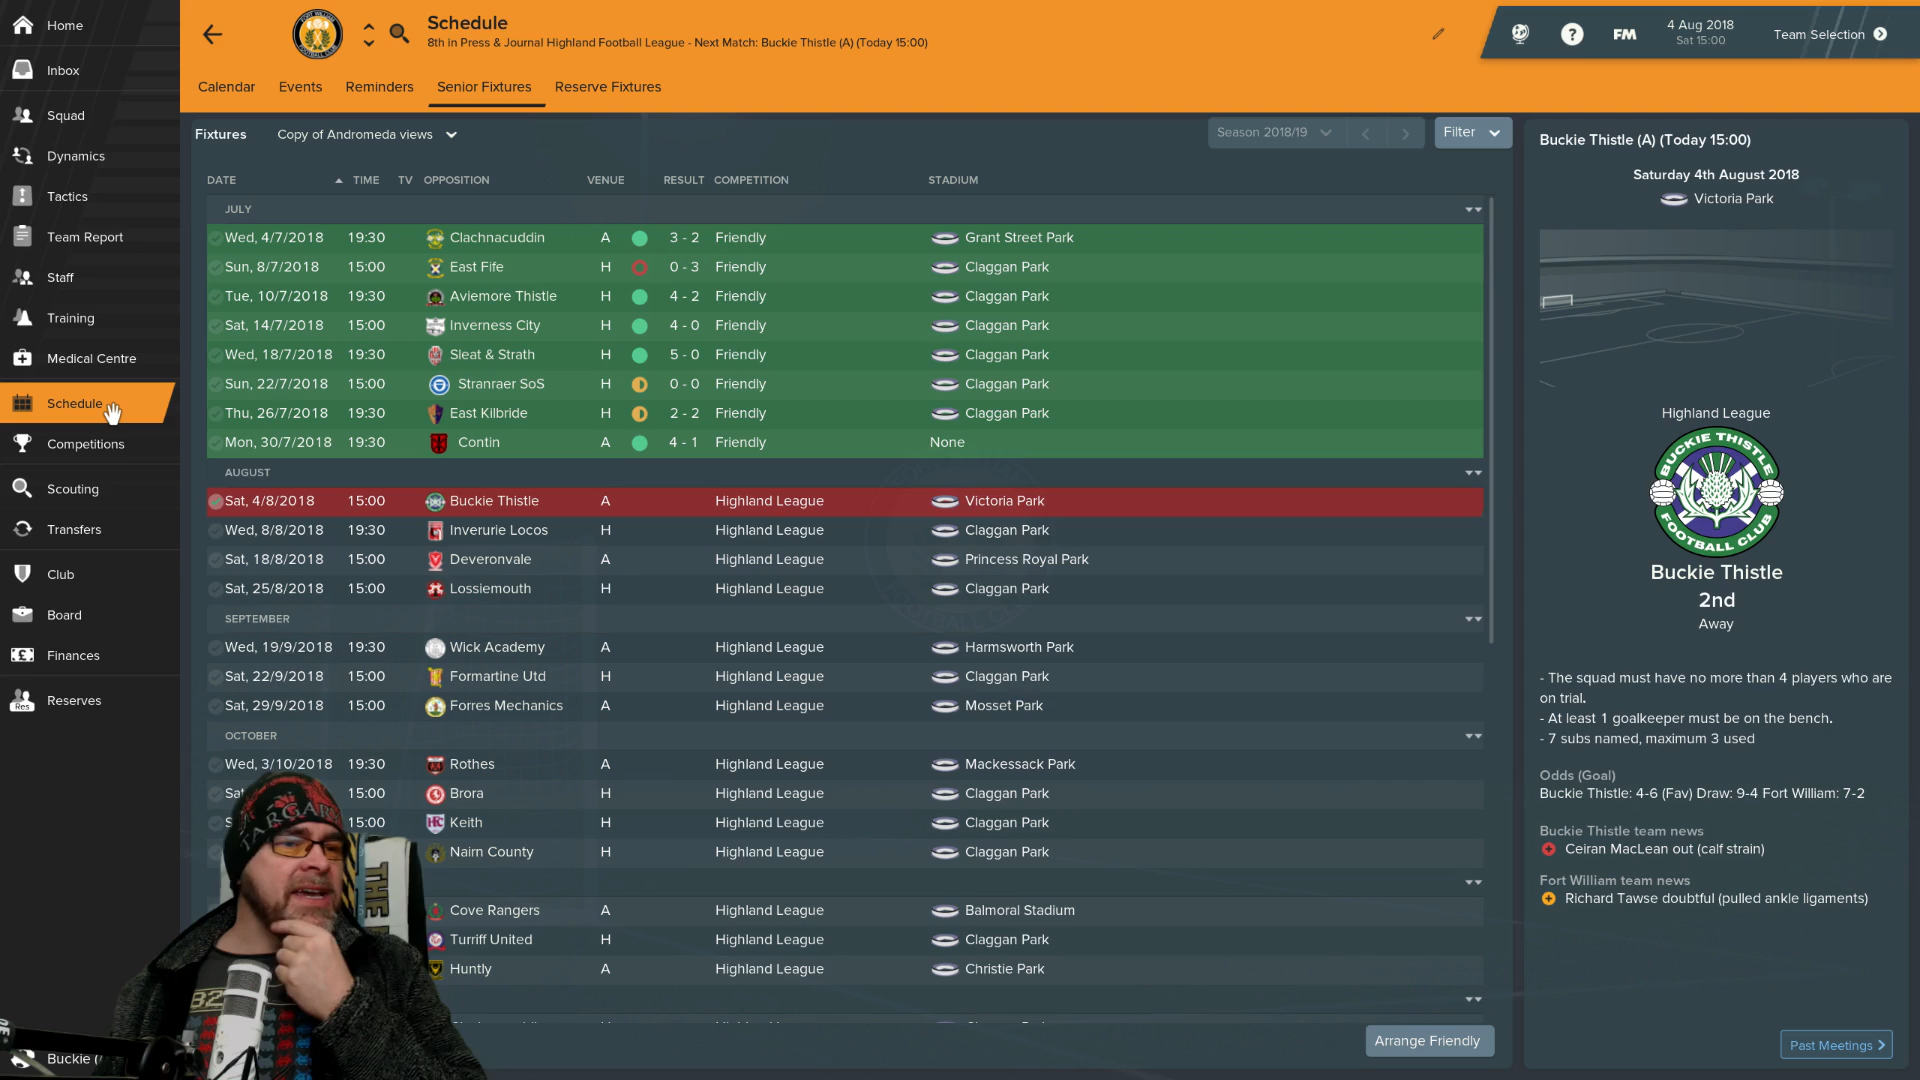 Home
Inbox
Squad
Dynamics
Tactics
Team Report
Staff
Training
Medical Centre
Schedule
Competitions
Scouting
Transfers
Club
Board
Finances
Res Reserves
Buckie (
FORT WILLIAM
FOOTBALL CLUB
Schedule
8th in Press & Journal Highland Football League - Next Match: Buckie Thistle (A) (Today 15:00)
? FM 4 Aug 2018 Sat 15:00 Team Selection
Calendar Events Reminders Senior Fixtures Reserve Fixtures
Fixtures Copy of Andromeda views Season 2018/19 Filter
DATE TIME TV OPPOSITION VENUE RESULT COMPETITION STADIUM
JULY
Wed, 4/7/2018 19:30 Clachnacuddin A 3 - 2 Friendly Grant Street Park
Sun, 8/7/2018 15:00 East Fife H 0 - 3 Friendly Claggan Park
Tue, 10/7/2018 19:30 Aviemore Thistle H 4 - 2 Friendly Claggan Park
Sat, 14/7/2018 15:00 Inverness City H 4 - 0 Friendly Claggan Park
Wed, 18/7/2018 19:30 Sleat & Strath H 5 - 0 Friendly Claggan Park
Sun, 22/7/2018 15:00 Stranraer SoS H 0 - 0 Friendly Claggan Park
Thu, 26/7/2018 19:30 East Kilbride H 2 - 2 Friendly Claggan Park
Mon, 30/7/2018 19:30 Contin A 4 - 1 Friendly None
AUGUST
Sat, 4/8/2018 15:00 Buckie Thistle A Highland League Victoria Park
Wed, 8/8/2018 19:30 Inverurie Locos H Highland League Claggan Park
Sat, 18/8/2018 15:00 Deveronvale A Highland League Princess Royal Park
Sat, 25/8/2018 15:00 Lossiemouth H Highland League Claggan Park
SEPTEMBER
Wed, 19/9/2018 19:30 Wick Academy A Highland League Harmsworth Park
Sat, 22/9/2018 15:00 Formartine Utd H Highland League Claggan Park
Sat, 29/9/2018 15:00 Forres Mechanics A Highland League Mosset Park
OCTOBER
Wed, 3/10/2018 19:30 Rothes A Highland League Mackessack Park
Sat 15:00 Brora H Highland League Claggan Park
S 15:00 Keith H Highland League Claggan Park
Nairn County H Highland League Claggan Park
Cove Rangers A Highland League Balmoral Stadium
Turriff United H Highland League Claggan Park
Huntly A Highland League Christie Park
Arrange Friendly
TARGARY
THE
B2
Buckie Thistle (A) (Today 15:00)
Saturday 4th August 2018
Victoria Park
Highland League
BUCKIE THISTLE
FOOTBALL CLUB
Buckie Thistle
2nd
Away
- The squad must have no more than 4 players who are
on trial.
- At least 1 goalkeeper must be on the bench.
- 7 subs named, maximum 3 used
Odds (Goal)
Buckie Thistle: 4-6 (Fav) Draw: 9-4 Fort William: 7-2
Buckie Thistle team news
Ceiran MacLean out (calf strain)
Fort William team news
Richard Tawse doubtful (pulled ankle ligaments)
Past Meetings